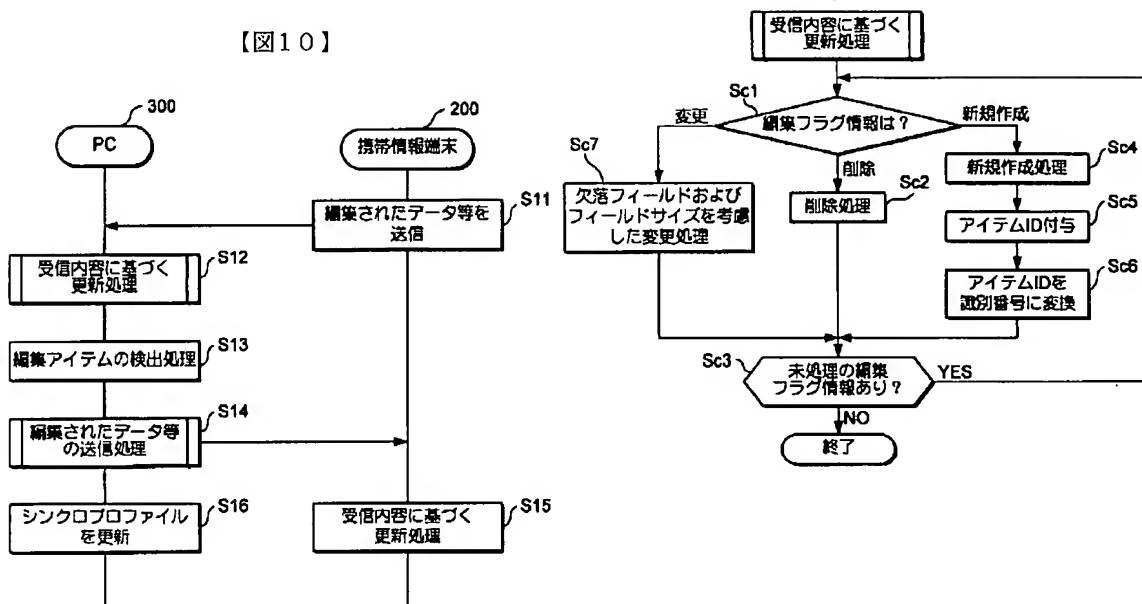 【図10】
300
PC
200
携帯情報端末
S11
編集されたデータ等を
送信
S12
受信内容に基づく
更新処理
S13
編集アイテムの検出処理
S14
編集されたデータ等
の送信処理
S16
シンクロプロファイル
を更新
S15
受信内容に基づく
更新処理
受信内容に基づく
更新処理
Sc1
編集フラグ情報は?
変更
新規作成
削除
Sc7
欠落フィールドおよび
フィールドサイズを考慮
した変更処理
Sc2
削除処理
Sc4
新規作成処理
Sc5
アイテムID付与
Sc6
アイテムIDを
識別番号に変換
Sc3
未処理の編集
フラグ情報あり?
YES
NO
終了